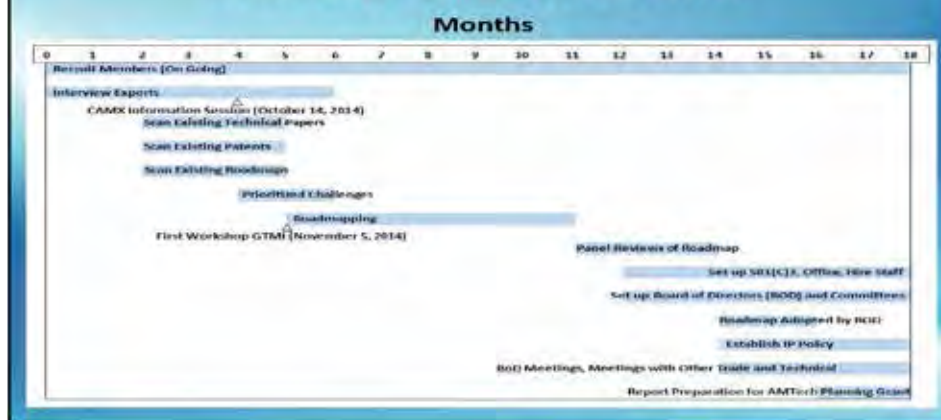 Months
0 1 2 3 4 5 6 7 8 9 10 11 12 13 14 15 16 17 18
Recruit Members (On Going)
Interview Experts
CAMX Information Session (October 14, 2014)
Scan Existing Technical Papers
Scan Existing Patents
Scan Existing Roadmaps
Prioritized Challenges
Roadmapping
First Workshop GTMI (November 5, 2014)
Panel Reviews of Roadmap
Set up 501(C)3, Office, Hire Staff
Set up Board of Directors (BOD) and Committees
Roadmap Adopted by BOD
Establish IP Policy
BoD Meetings, Meetings with Other Trade and Technical
Report Preparation for AMTech Planning Grant